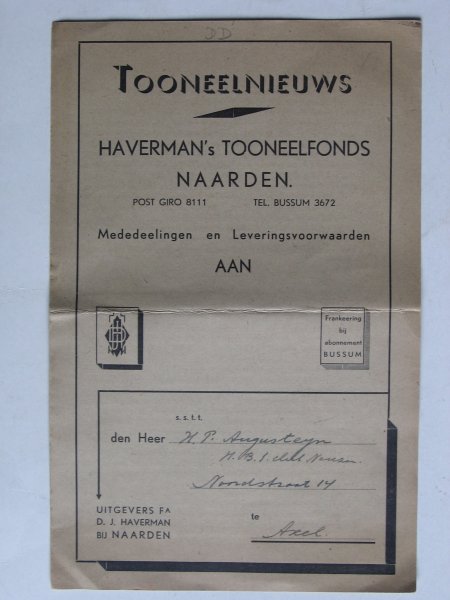 DD
TOONEELNIEUWS
HAVERMAN's TOONEELFONDS
NAARDEN.
POST GIRO 8111 TEL. BUSSUM 3672
Mededeelingen en Leveringsvoorwaarden
AAN
Frankeering
bij
abonnement
BUSSUM
s.s.t.t.
den Heer H. P. Augusteyn
Noordstraat 14
te
Axel.
UITGEVERS FA
D. J. HAVERMAN
BIJ NAARDEN